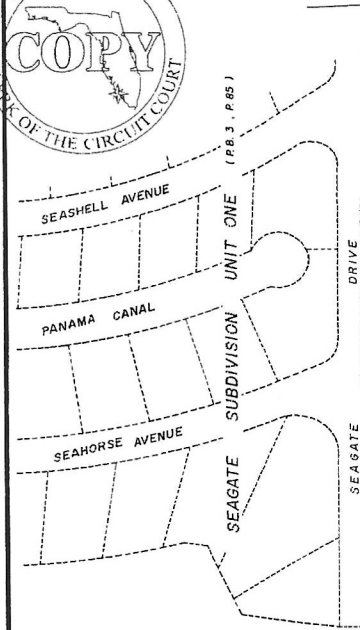 COPY
RK OF THE CIRCUIT COURT
SEASHELL AVENUE
PANAMA CANAL
SEAHORSE AVENUE
SEAGATE SUBDIVISION UNIT ONE (P.B. 3, P. 85)
SEAGATE DRIVE